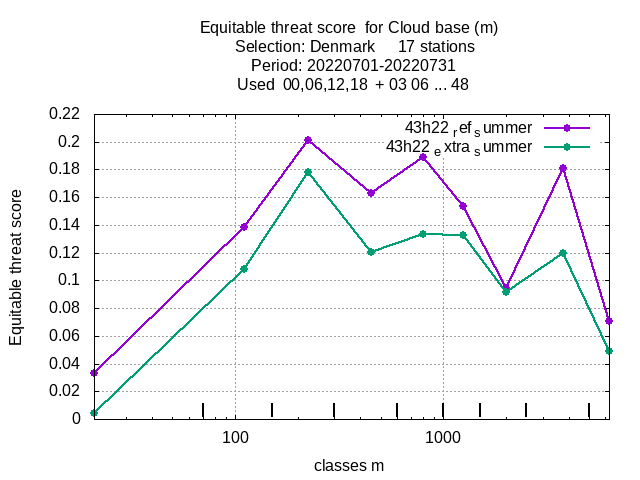 Equitable threat score for Cloud base (m)
Selection: Denmark 17 stations
Period: 20220701-20220731
Used 00,06,12,18 + 03 06 ... 48
43h22 ref summer
43h22 extra summer
0.22
0.2
0.18
0.16
0.14
0.12
0.1
0.08
0.06
0.04
0.02
0
Equitable threat score
100 1000
classes m